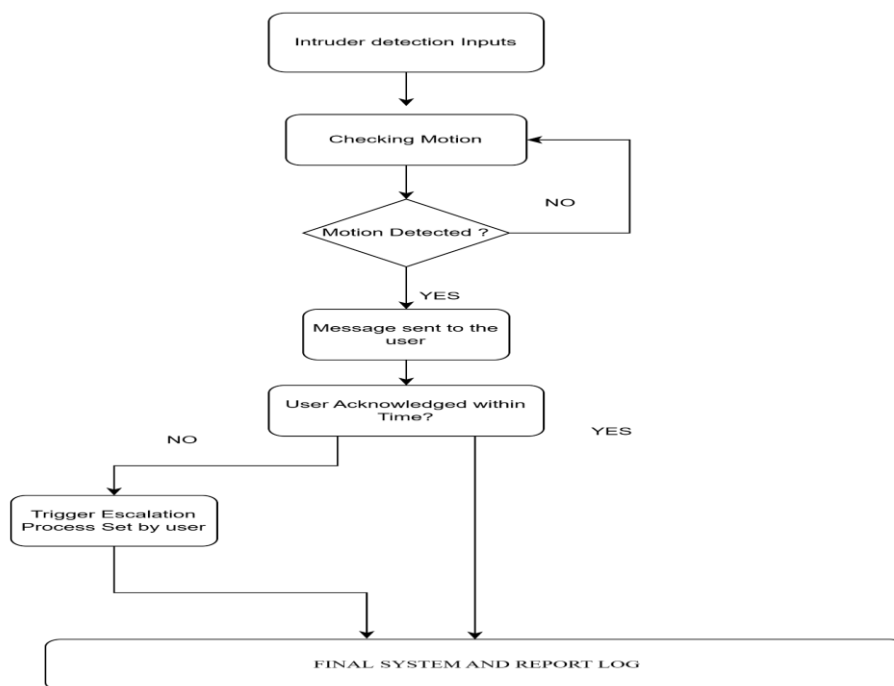 Intruder detection Inputs
Checking Motion
NO
Motion Detected ?
YES
Message sent to the
user
User Acknowledged within
Time?
NO
YES
Trigger Escalation
Process Set by user
FINAL SYSTEM AND REPORT LOG